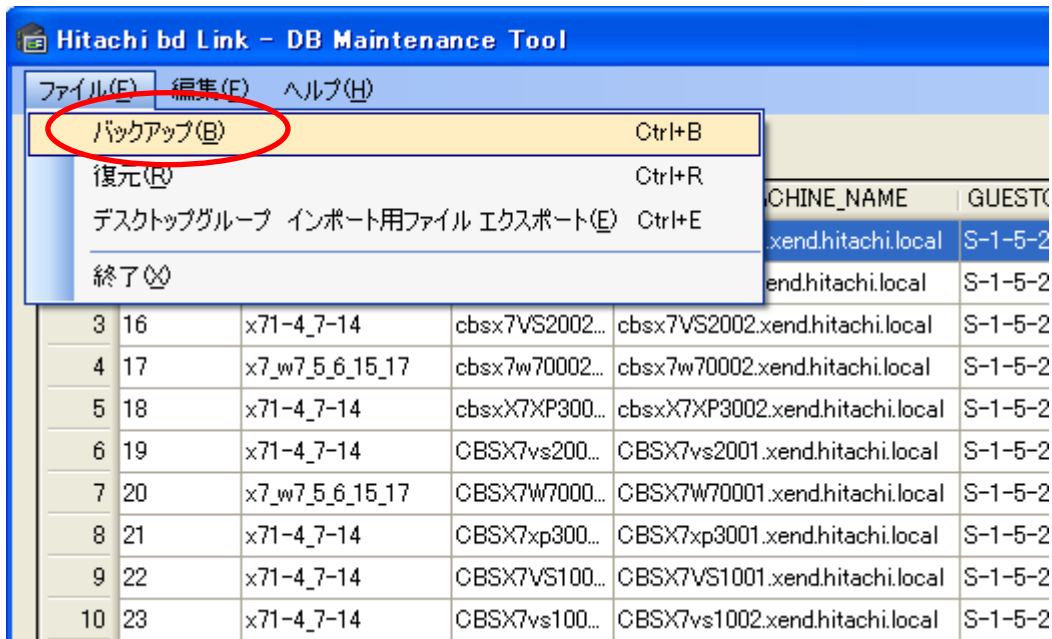 Hitachi bd Link - DB Maintenance Tool
ファイル(F) 編集(E) ヘルプ(H)
バックアップ(B) Ctrl+B
復元(R) Ctrl+R
デスクトップグループ インポート用ファイル エクスポート(E) Ctrl+E
終了(X)
CHINE_NAME GUESTO
.xend.hitachi.local S-1-5-2
end.hitachi.local S-1-5-2
3 16 x71-4_7-14 cbsx7VS2002... cbsx7VS2002.xend.hitachi.local S-1-5-2
4 17 x7_w7_5_6_15_17 cbsx7w70002... cbsx7w70002.xend.hitachi.local S-1-5-2
5 18 x71-4_7-14 cbsxX7XP300... cbsxX7XP3002.xend.hitachi.local S-1-5-2
6 19 x71-4_7-14 CBSX7vs200... CBSX7vs2001.xend.hitachi.local S-1-5-2
7 20 x7_w7_5_6_15_17 CBSX7W7000... CBSX7W70001.xend.hitachi.local S-1-5-2
8 21 x71-4_7-14 CBSX7xp300... CBSX7xp3001.xend.hitachi.local S-1-5-2
9 22 x71-4_7-14 CBSX7VS100... CBSX7VS1001.xend.hitachi.local S-1-5-2
10 23 x71-4_7-14 CBSX7vs100... CBSX7vs1002.xend.hitachi.local S-1-5-2